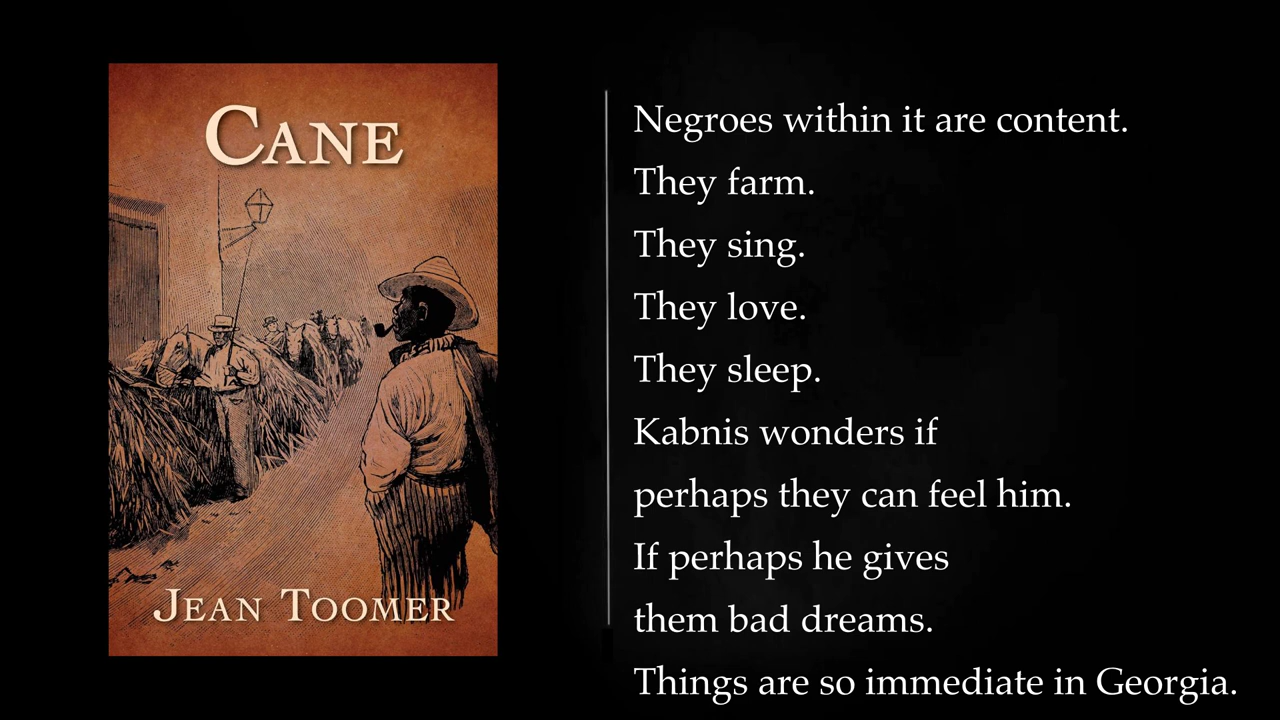 CANE
JEAN TOOMER
Negroes within it are content.
They farm.
They sing.
They love.
They sleep.
Kabnis wonders if
perhaps they can feel him.
If perhaps he gives
them bad dreams.
Things are so immediate in Georgia.